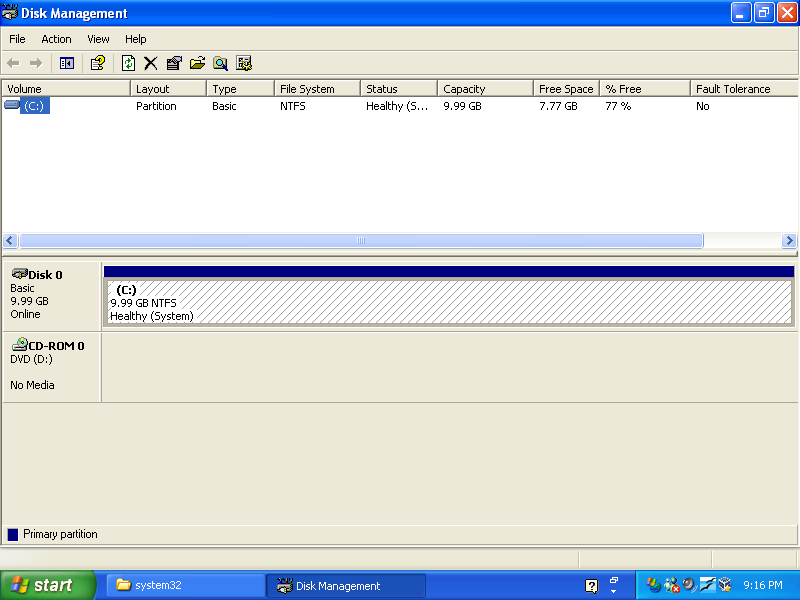 Disk Management
File Action View Help
Volume Layout Type File System Status Capacity Free Space % Free Fault Tolerance
(C:) Partition Basic NTFS Healthy (S... 9.99 GB 7.77 GB 77 % No
Disk 0
Basic
9.99 GB
Online
(C:)
9.99 GB NTFS
Healthy (System)
CD-ROM 0
DVD (D:)
No Media
Primary partition
start system32 Disk Management 9:16 PM